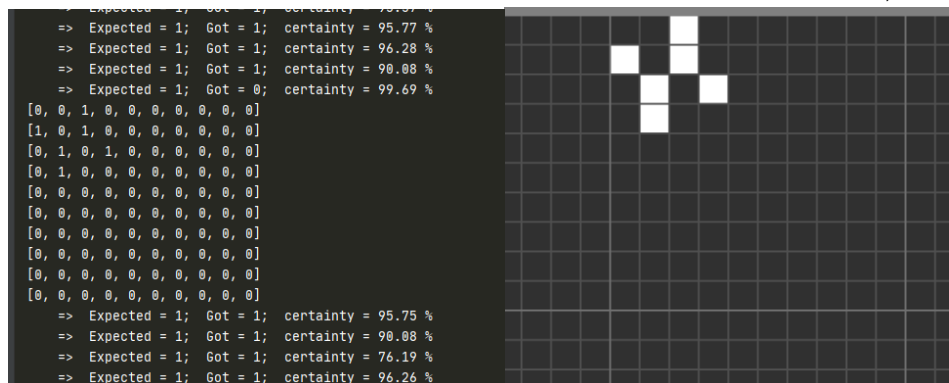 => Expected = 1; Got = 1; certainty = 95.77 %
=> Expected = 1; Got = 1; certainty = 96.28 %
=> Expected = 1; Got = 1; certainty = 90.08 %
=> Expected = 1; Got = 0; certainty = 99.69 %
[0, 0, 1, 0, 0, 0, 0, 0, 0, 0]
[1, 0, 1, 0, 0, 0, 0, 0, 0, 0]
[0, 1, 0, 1, 0, 0, 0, 0, 0, 0]
[0, 1, 0, 0, 0, 0, 0, 0, 0, 0]
[0, 0, 0, 0, 0, 0, 0, 0, 0, 0]
[0, 0, 0, 0, 0, 0, 0, 0, 0, 0]
[0, 0, 0, 0, 0, 0, 0, 0, 0, 0]
[0, 0, 0, 0, 0, 0, 0, 0, 0, 0]
[0, 0, 0, 0, 0, 0, 0, 0, 0, 0]
[0, 0, 0, 0, 0, 0, 0, 0, 0, 0]
=> Expected = 1; Got = 1; certainty = 95.75 %
=> Expected = 1; Got = 1; certainty = 90.08 %
=> Expected = 1; Got = 1; certainty = 76.19 %
=> Expected = 1; Got = 1; certainty = 96.26 %